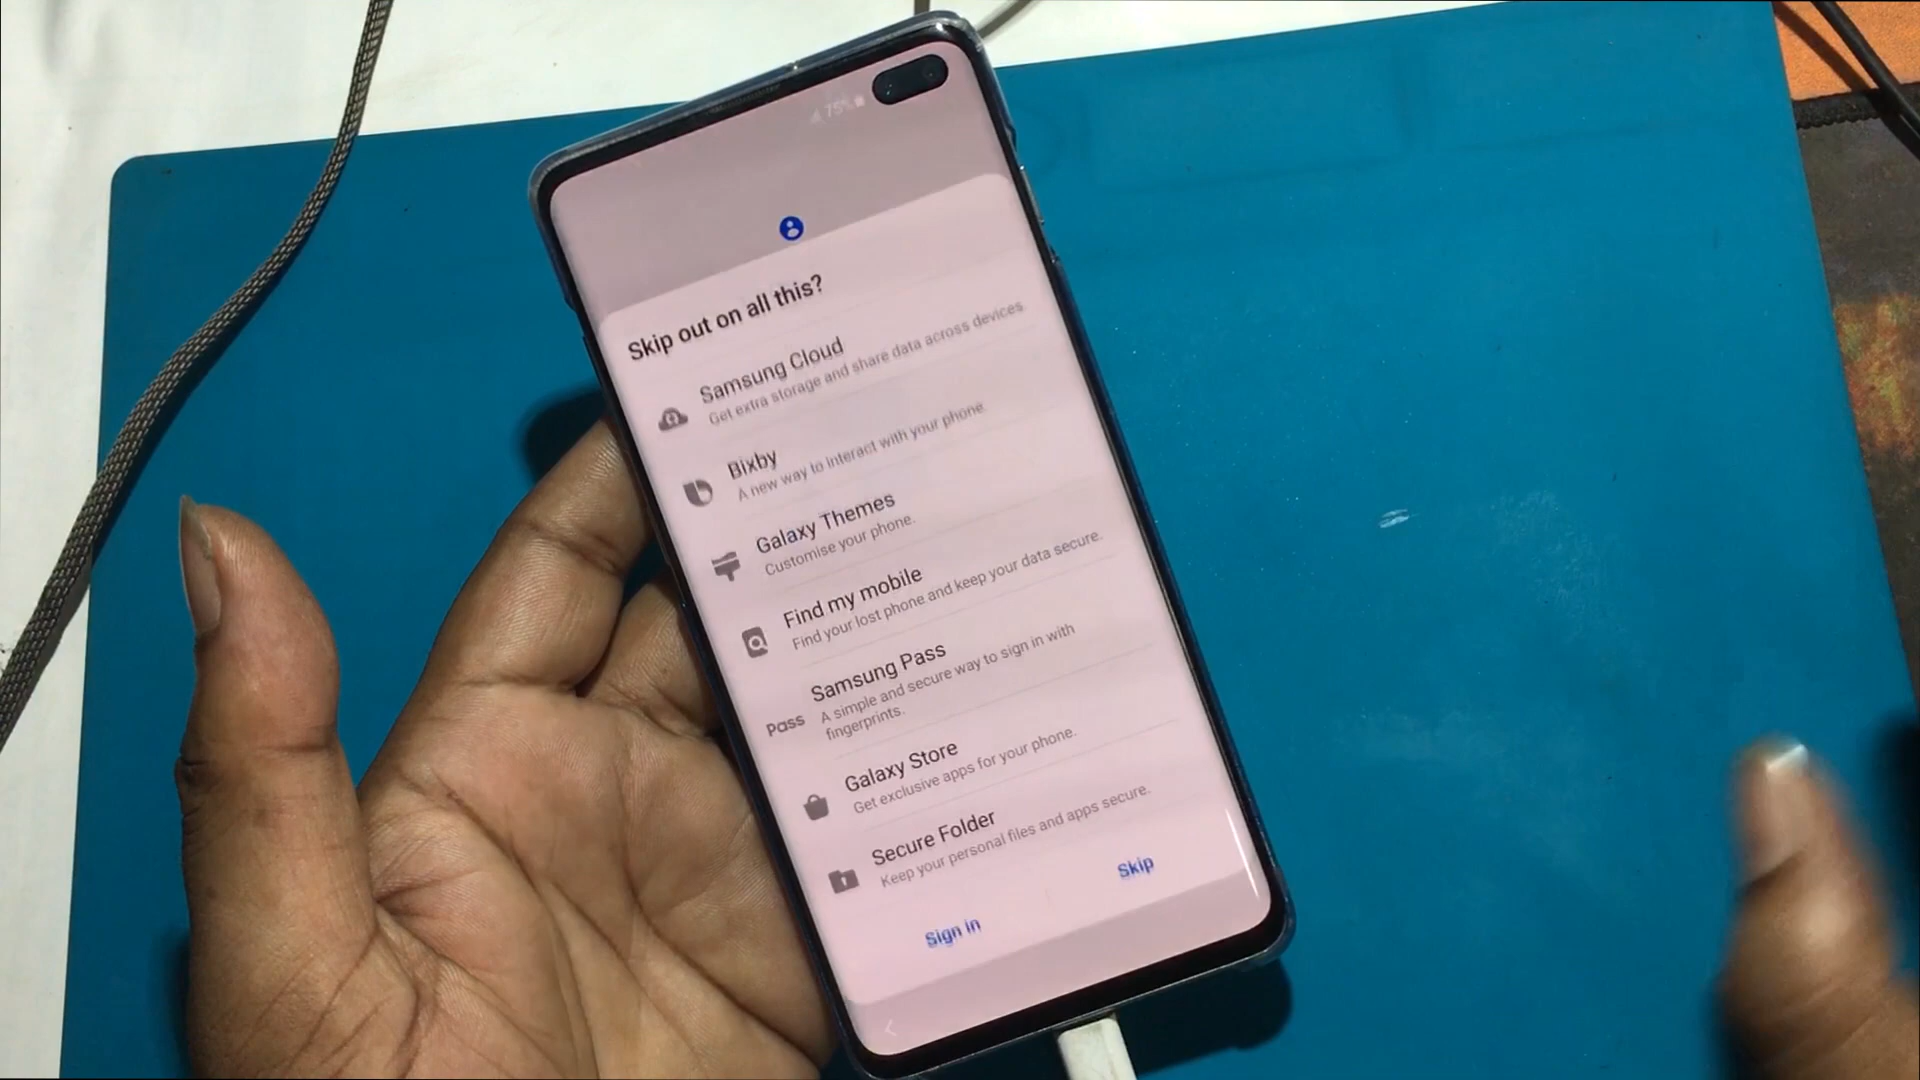 75%
Skip out on all this?
Samsung Cloud
Get extra storage and share data across devices.
Bixby
A new way to interact with your phone.
Galaxy Themes
Customise your phone.
Find my mobile
Find your lost phone and keep your data secure.
Pass
Samsung Pass
A simple and secure way to sign in with
fingerprints.
Galaxy Store
Get exclusive apps for your phone.
Secure Folder
Keep your personal files and apps secure.
Sign in
Skip